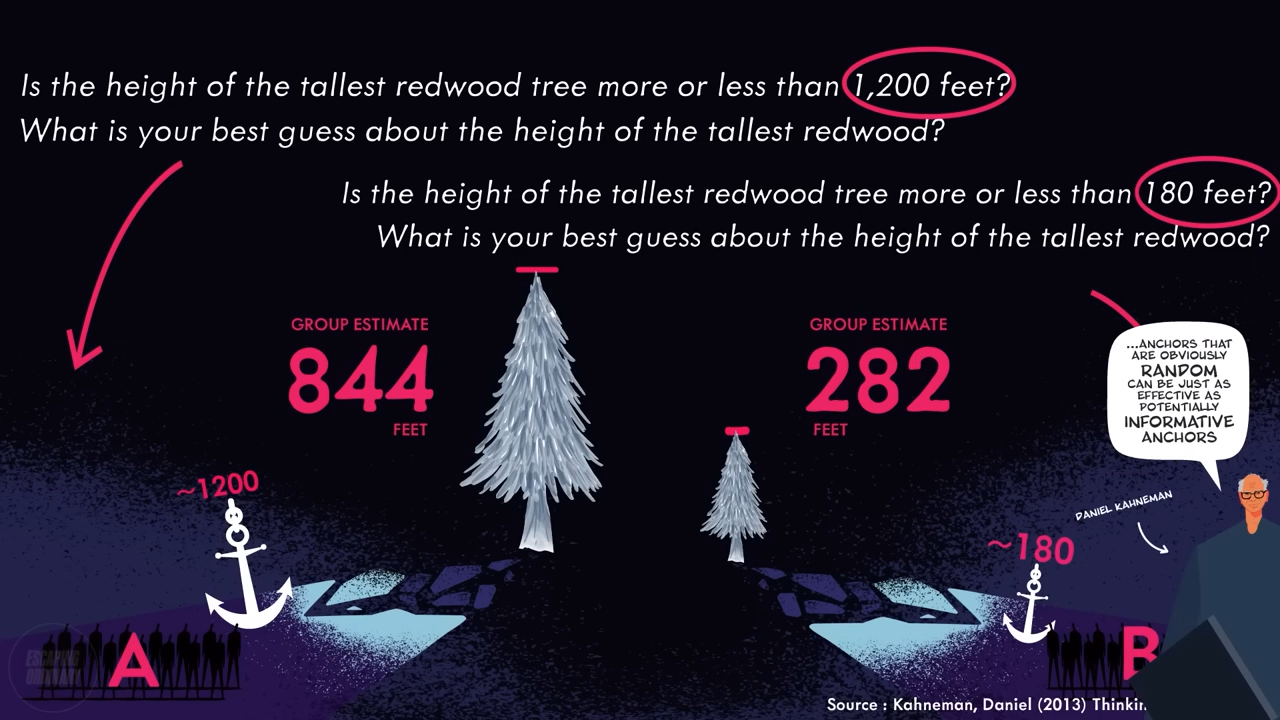 Is the height of the tallest redwood tree more or less than 1,200 feet?
What is your best guess about the height of the tallest redwood?
Is the height of the tallest redwood tree more or less than 180 feet?
What is your best guess about the height of the tallest redwood?
GROUP ESTIMATE
844
FEET
GROUP ESTIMATE
282
FEET
...ANCHORS THAT
ARE OBVIOUSLY
RANDOM
CAN BE JUST AS
EFFECTIVE AS
POTENTIALLY
INFORMATIVE
ANCHORS
~1200
DANIEL KAHNEMAN
~180
A
B
ESCAPING
ORDINARY
Source : Kahneman, Daniel (2013)